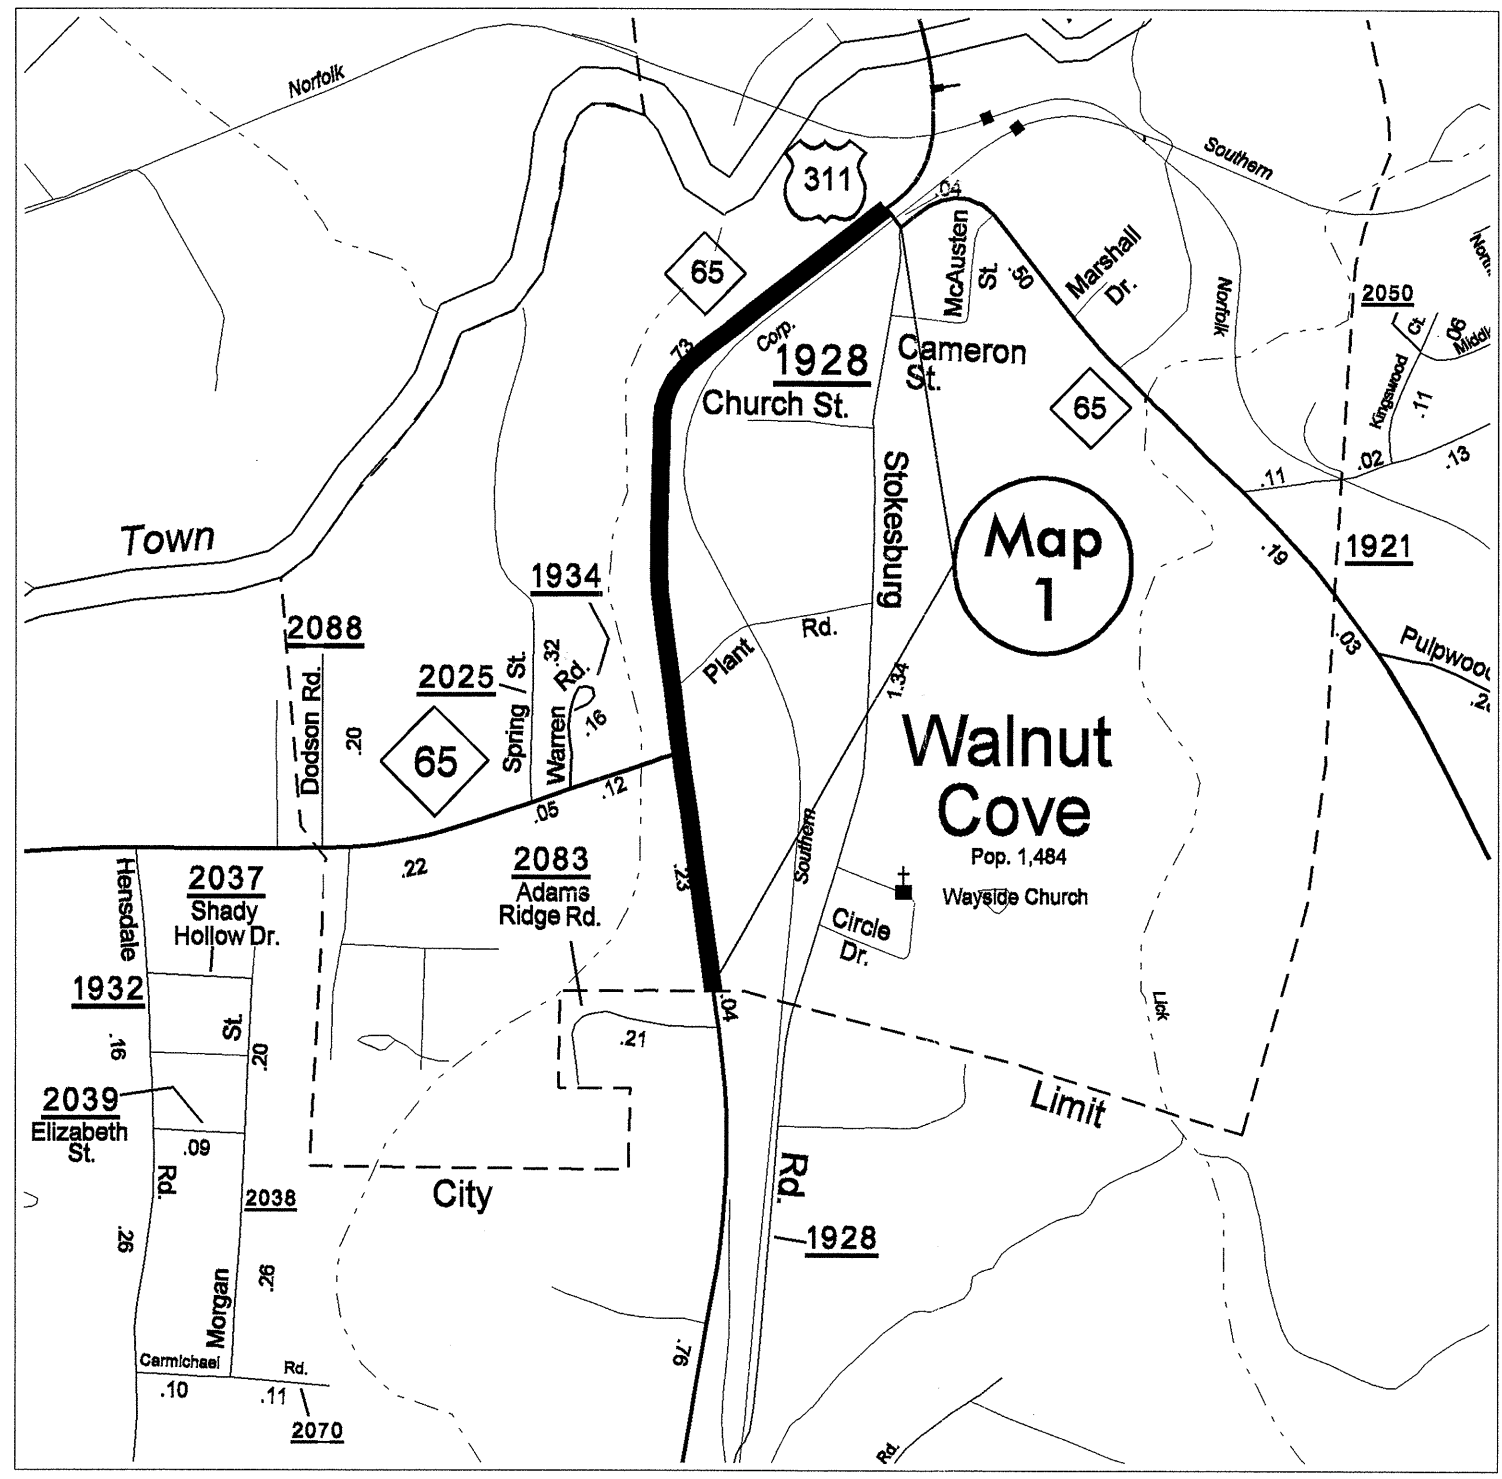 Norfolk
Southern
311
.04
McAusten
St.
.50
Marshall
Dr.
65
Norfolk
2050
Ct.
.06
Kingswood
.11
.73
Corp.
1928
Church St.
Cameron
St.
65
.02
.13
.11
Stokesburg
Map
1
Town
.19
1921
1934
2088
.03
Pulpwood
.32
Rd.
Rd.
Plant
2025
Spring St.
Dodson Rd.
.20
65
Warren
.16
1.34
Walnut
Cove
Pop. 1,484
Wayside Church
.12
.05
Southern
.22
2083
Adams
Ridge Rd.
.23
Hensdale
2037
Shady
Hollow Dr.
Circle
Dr.
1932
.16
St.
.20
.04
.21
Lick
Limit
2039
Elizabeth
St.
.09
Rd.
2038
City
Rd.
1928
.26
.26
Morgan
.76
Carmichael Rd.
.10
.11
2070
Rd.